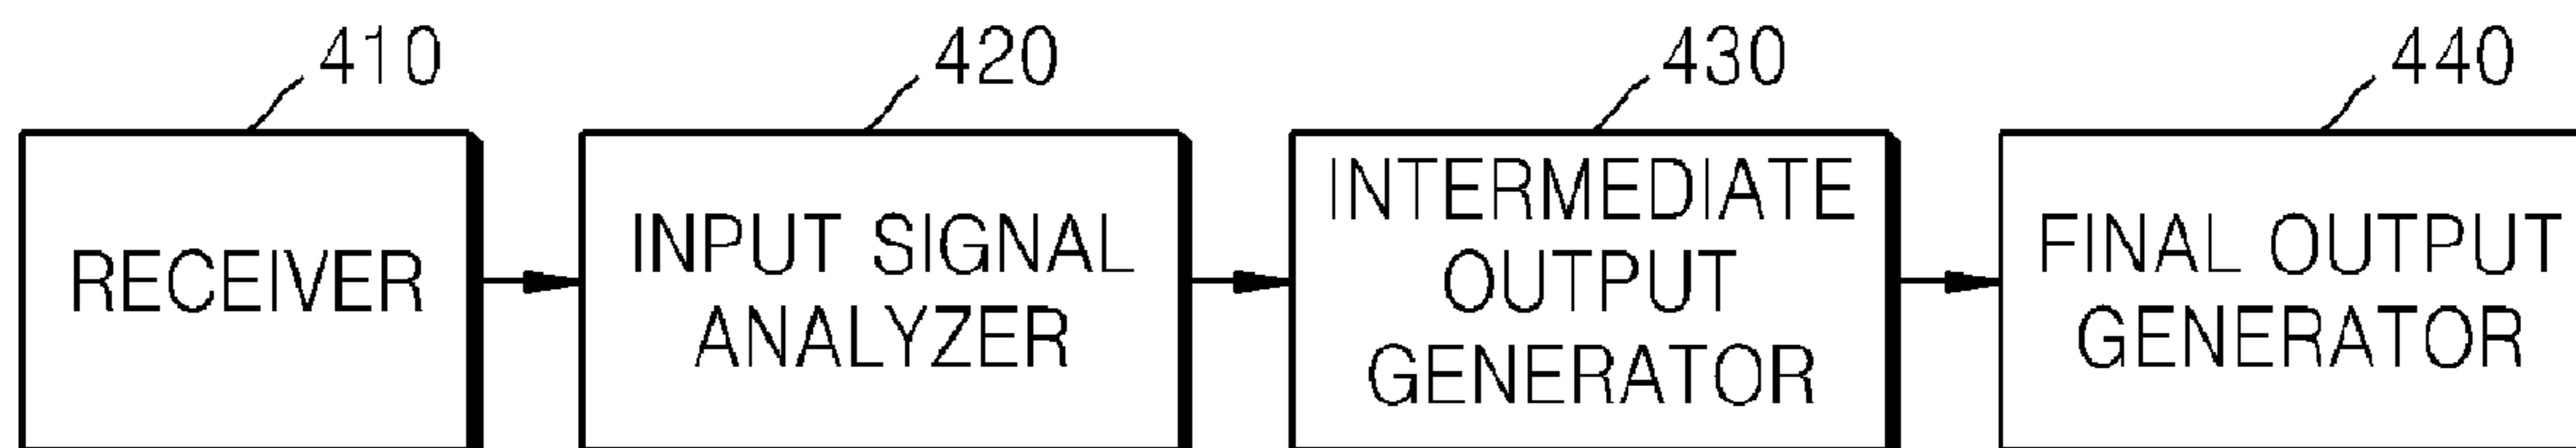 410
420
430
440
RECEIVER
INPUT SIGNAL
ANALYZER
INTERMEDIATE
OUTPUT
GENERATOR
FINAL OUTPUT
GENERATOR